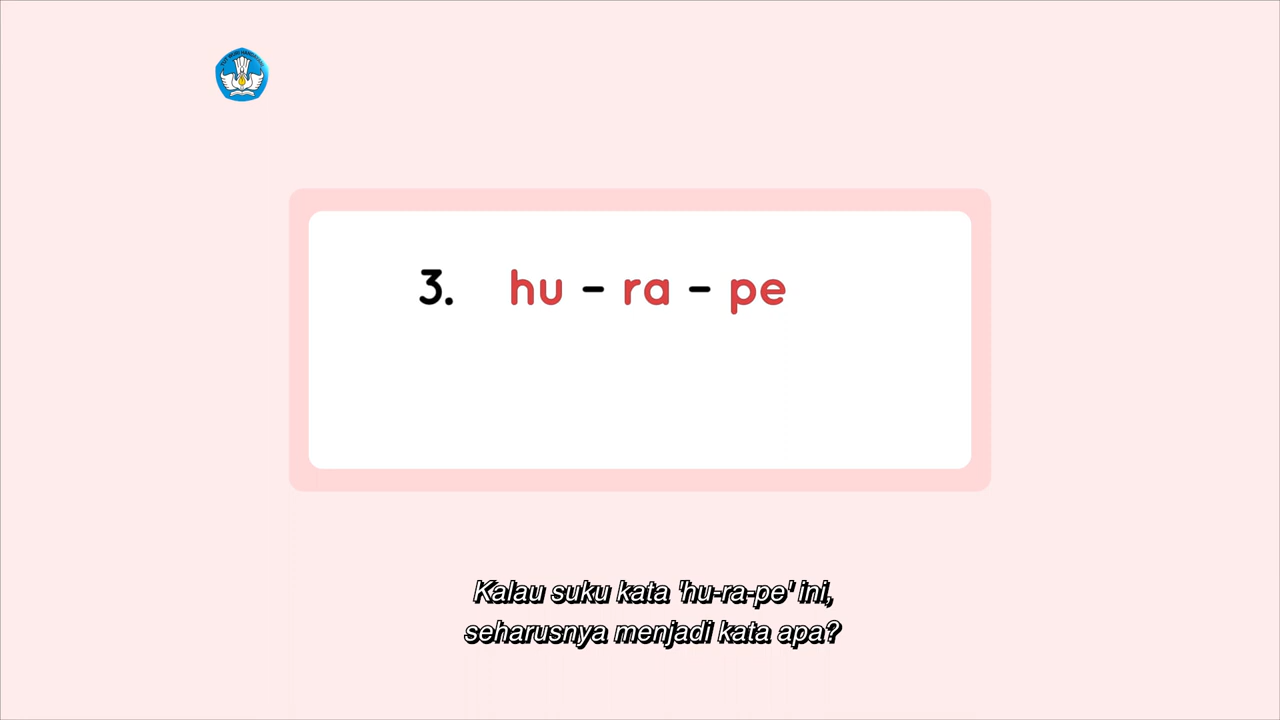 3. hu - ra - pe
Kalau suku kata 'hu-ra-pe' ini,
seharusnya menjadi kata apa?